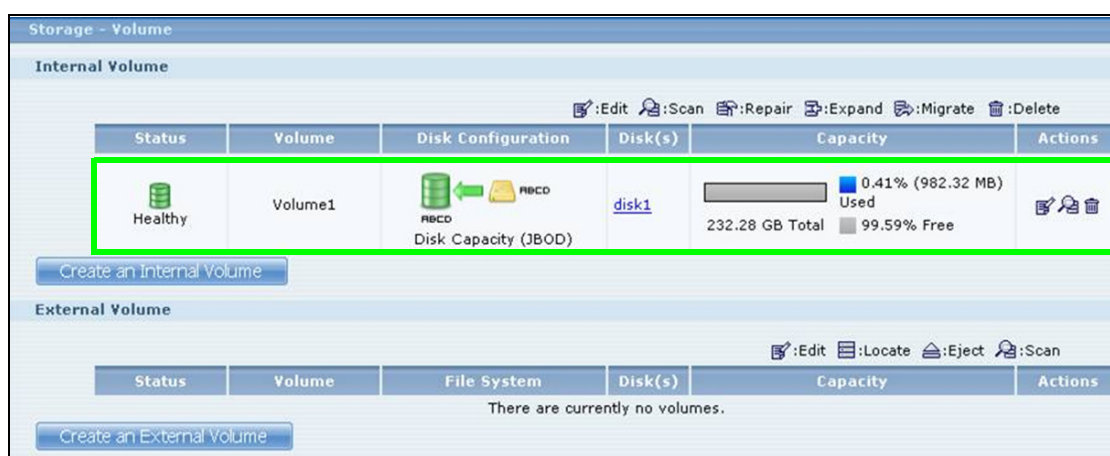 Storage - Volume
Internal Volume
:Edit :Scan :Repair :Expand :Migrate :Delete
Status Volume Disk Configuration Disk(s) Capacity Actions
Healthy Volume1 ABCD ABCD Disk Capacity (JBOD) disk1 232.28 GB Total 0.41% (982.32 MB) Used 99.59% Free
Create an Internal Volume
External Volume
:Edit :Locate :Eject :Scan
Status Volume File System Disk(s) Capacity Actions
There are currently no volumes.
Create an External Volume